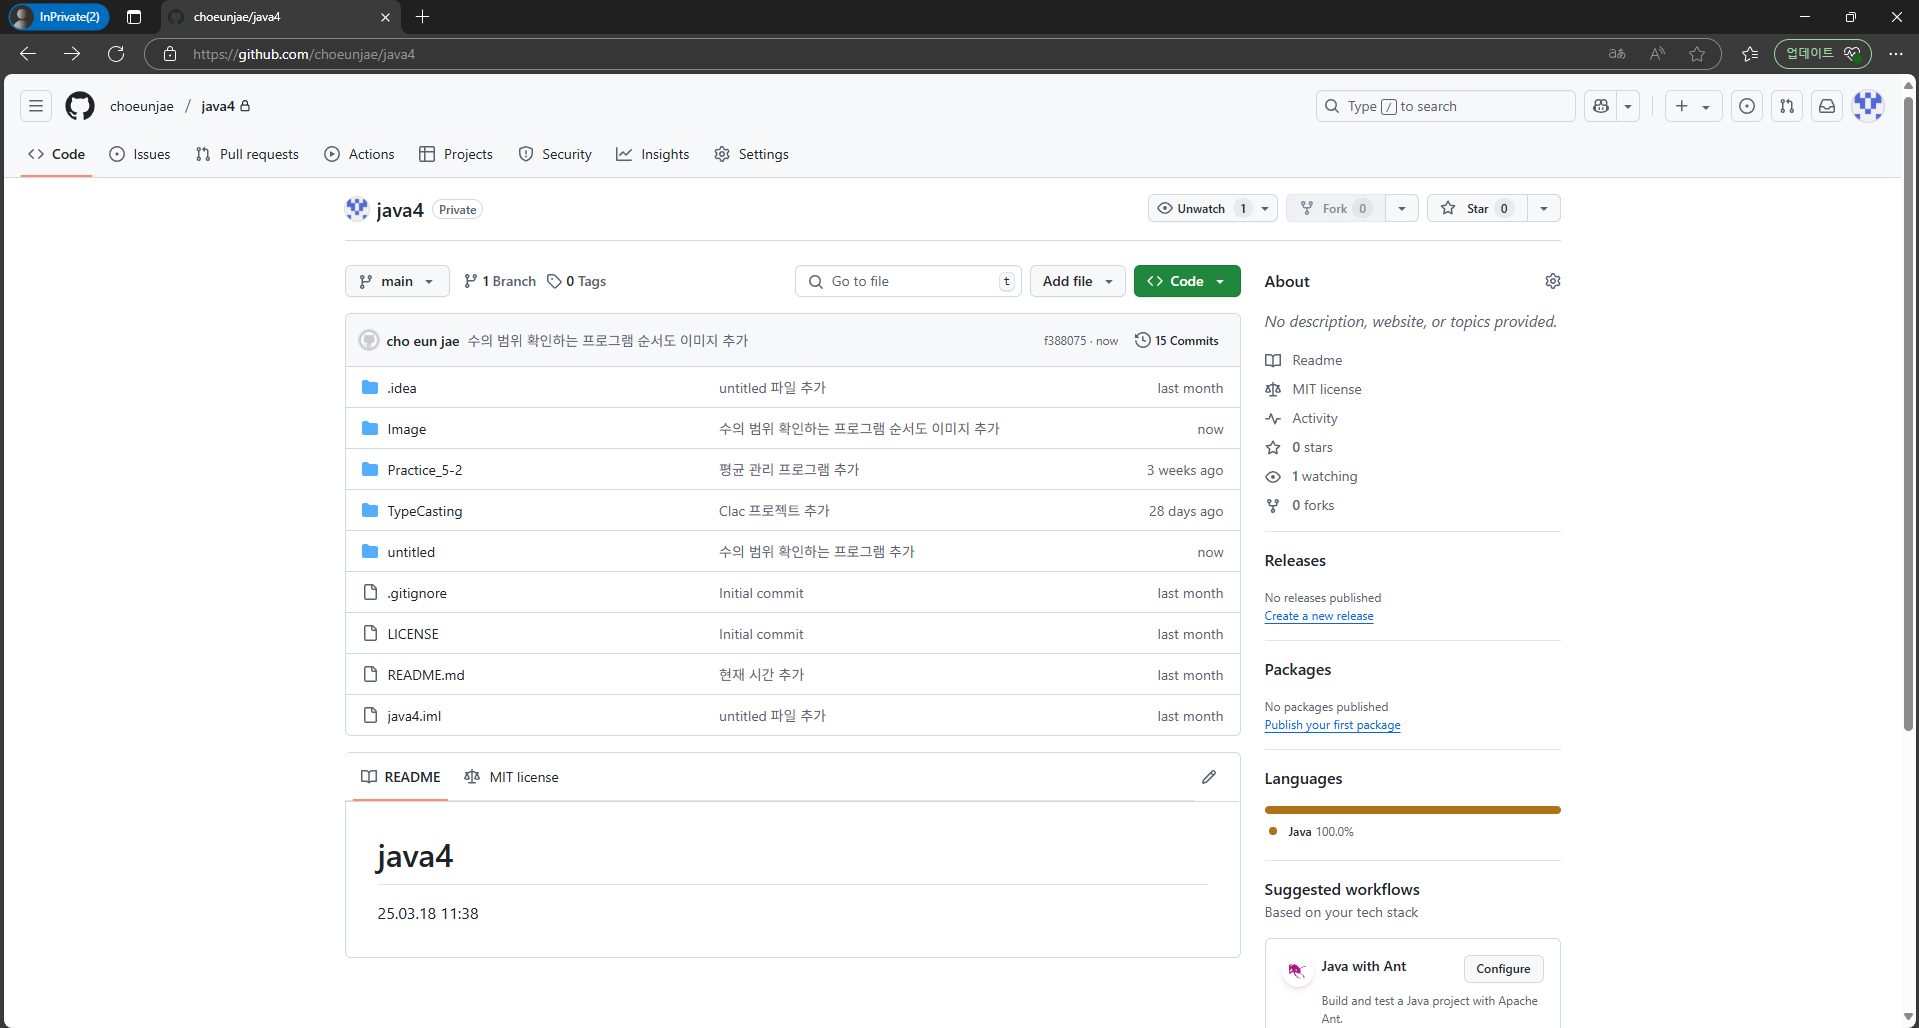 InPrivate(2)
choeunjae/java4
https://github.com/choeunjae/java4
업데이트
choeunjae / java4
Type / to search
Code Issues Pull requests Actions Projects Security Insights Settings
java4 Private
Unwatch 1 Fork 0 Star 0
main 1 Branch 0 Tags
Go to file t Add file Code
cho eun jae 수의 범위 확인하는 프로그램 순서도 이미지 추가 f388075 · now 15 Commits
.idea untitled 파일 추가 last month
Image 수의 범위 확인하는 프로그램 순서도 이미지 추가 now
Practice_5-2 평균 관리 프로그램 추가 3 weeks ago
TypeCasting Clac 프로젝트 추가 28 days ago
untitled 수의 범위 확인하는 프로그램 추가 now
.gitignore Initial commit last month
LICENSE Initial commit last month
README.md 현재 시간 추가 last month
java4.iml untitled 파일 추가 last month
README MIT license
java4
25.03.18 11:38
About
No description, website, or topics provided.
Readme
MIT license
Activity
0 stars
1 watching
0 forks
Releases
No releases published
Create a new release
Packages
No packages published
Publish your first package
Languages
Java 100.0%
Suggested workflows
Based on your tech stack
Java with Ant Configure
Build and test a Java project with Apache
Ant.